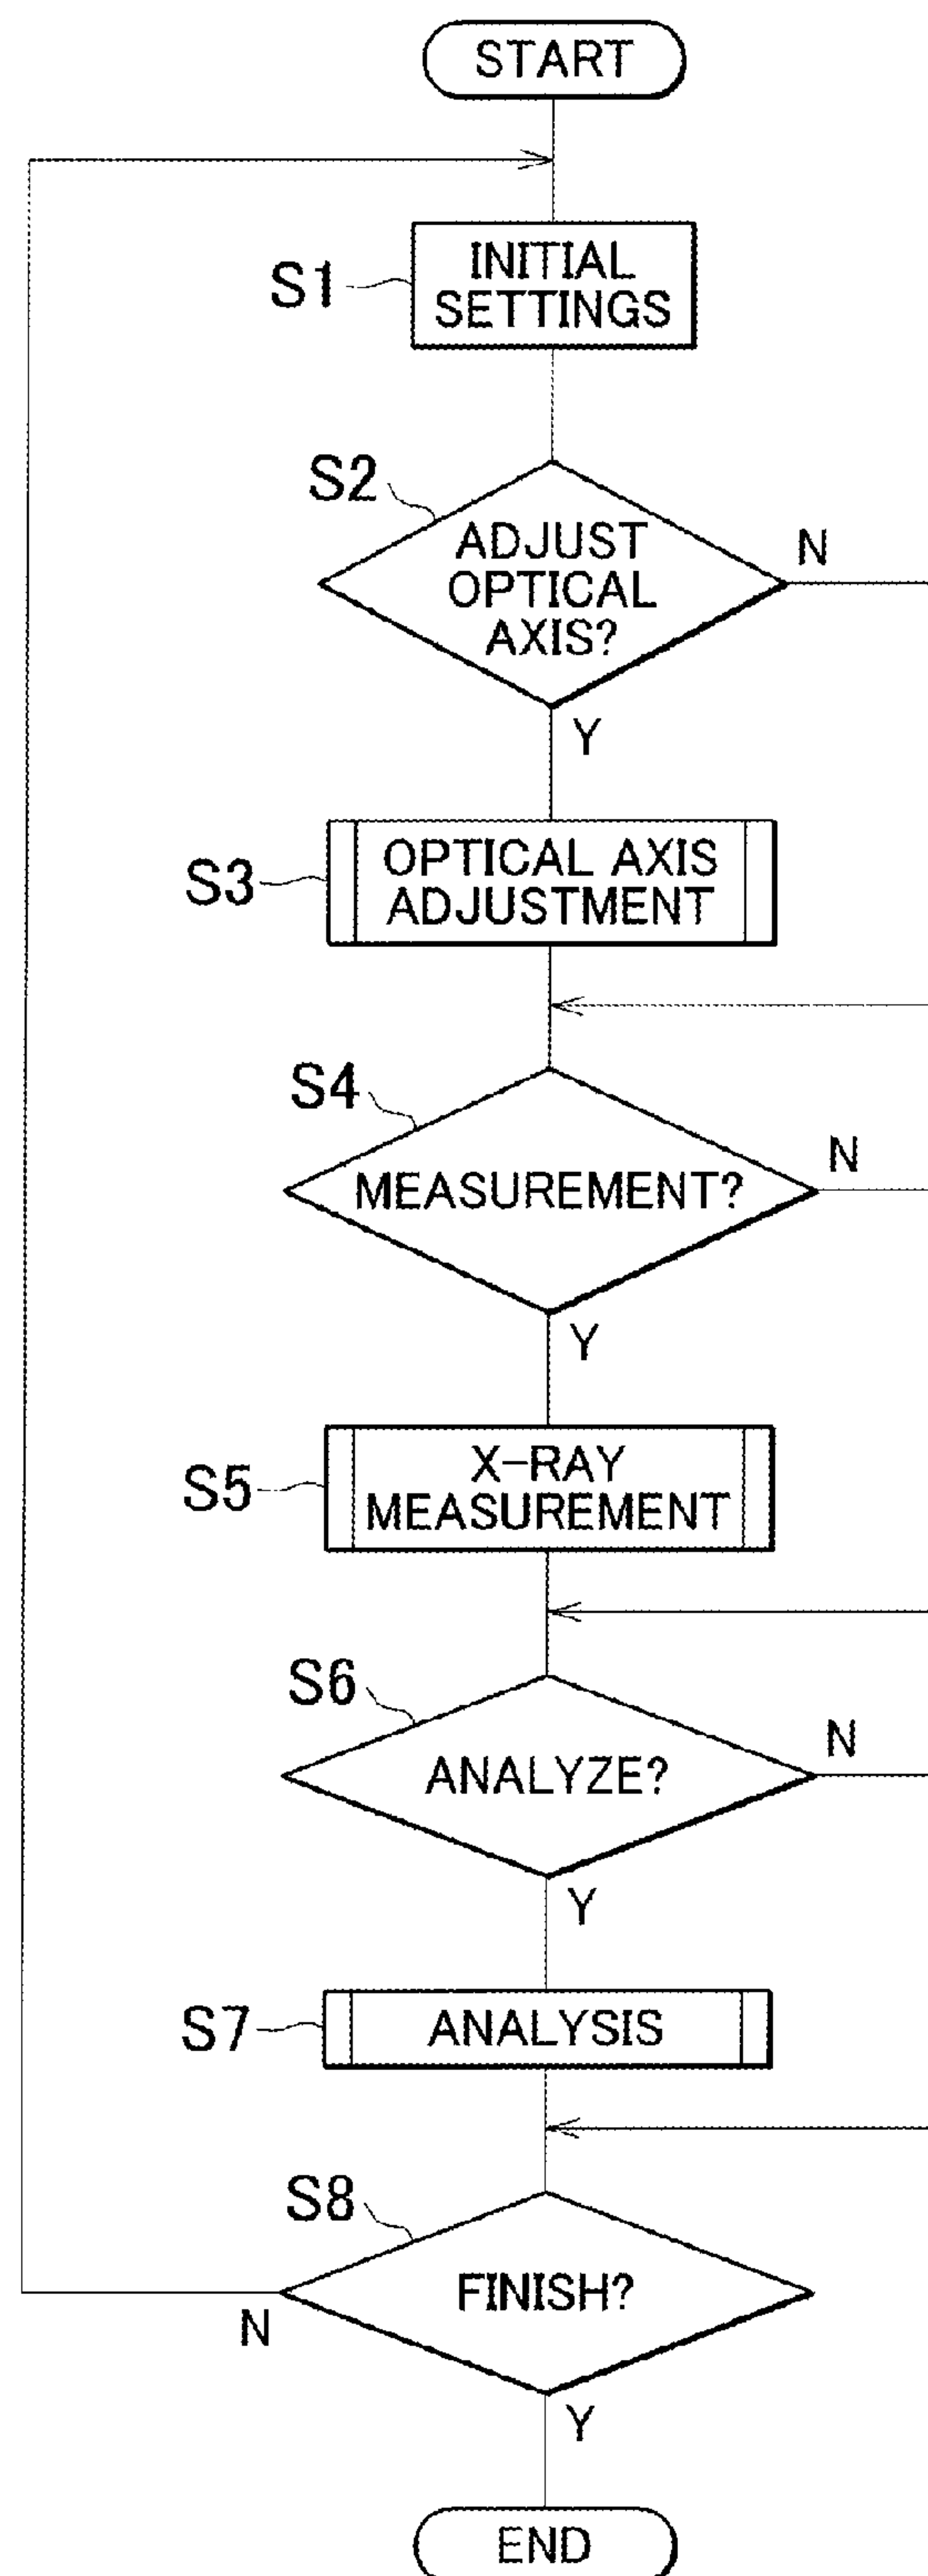 START
S1
INITIAL
SETTINGS
S2
ADJUST
OPTICAL
AXIS?
N
Y
S3
OPTICAL AXIS
ADJUSTMENT
S4
MEASUREMENT?
N
Y
S5
X-RAY
MEASUREMENT
S6
ANALYZE?
N
Y
S7
ANALYSIS
S8
FINISH?
N
Y
END